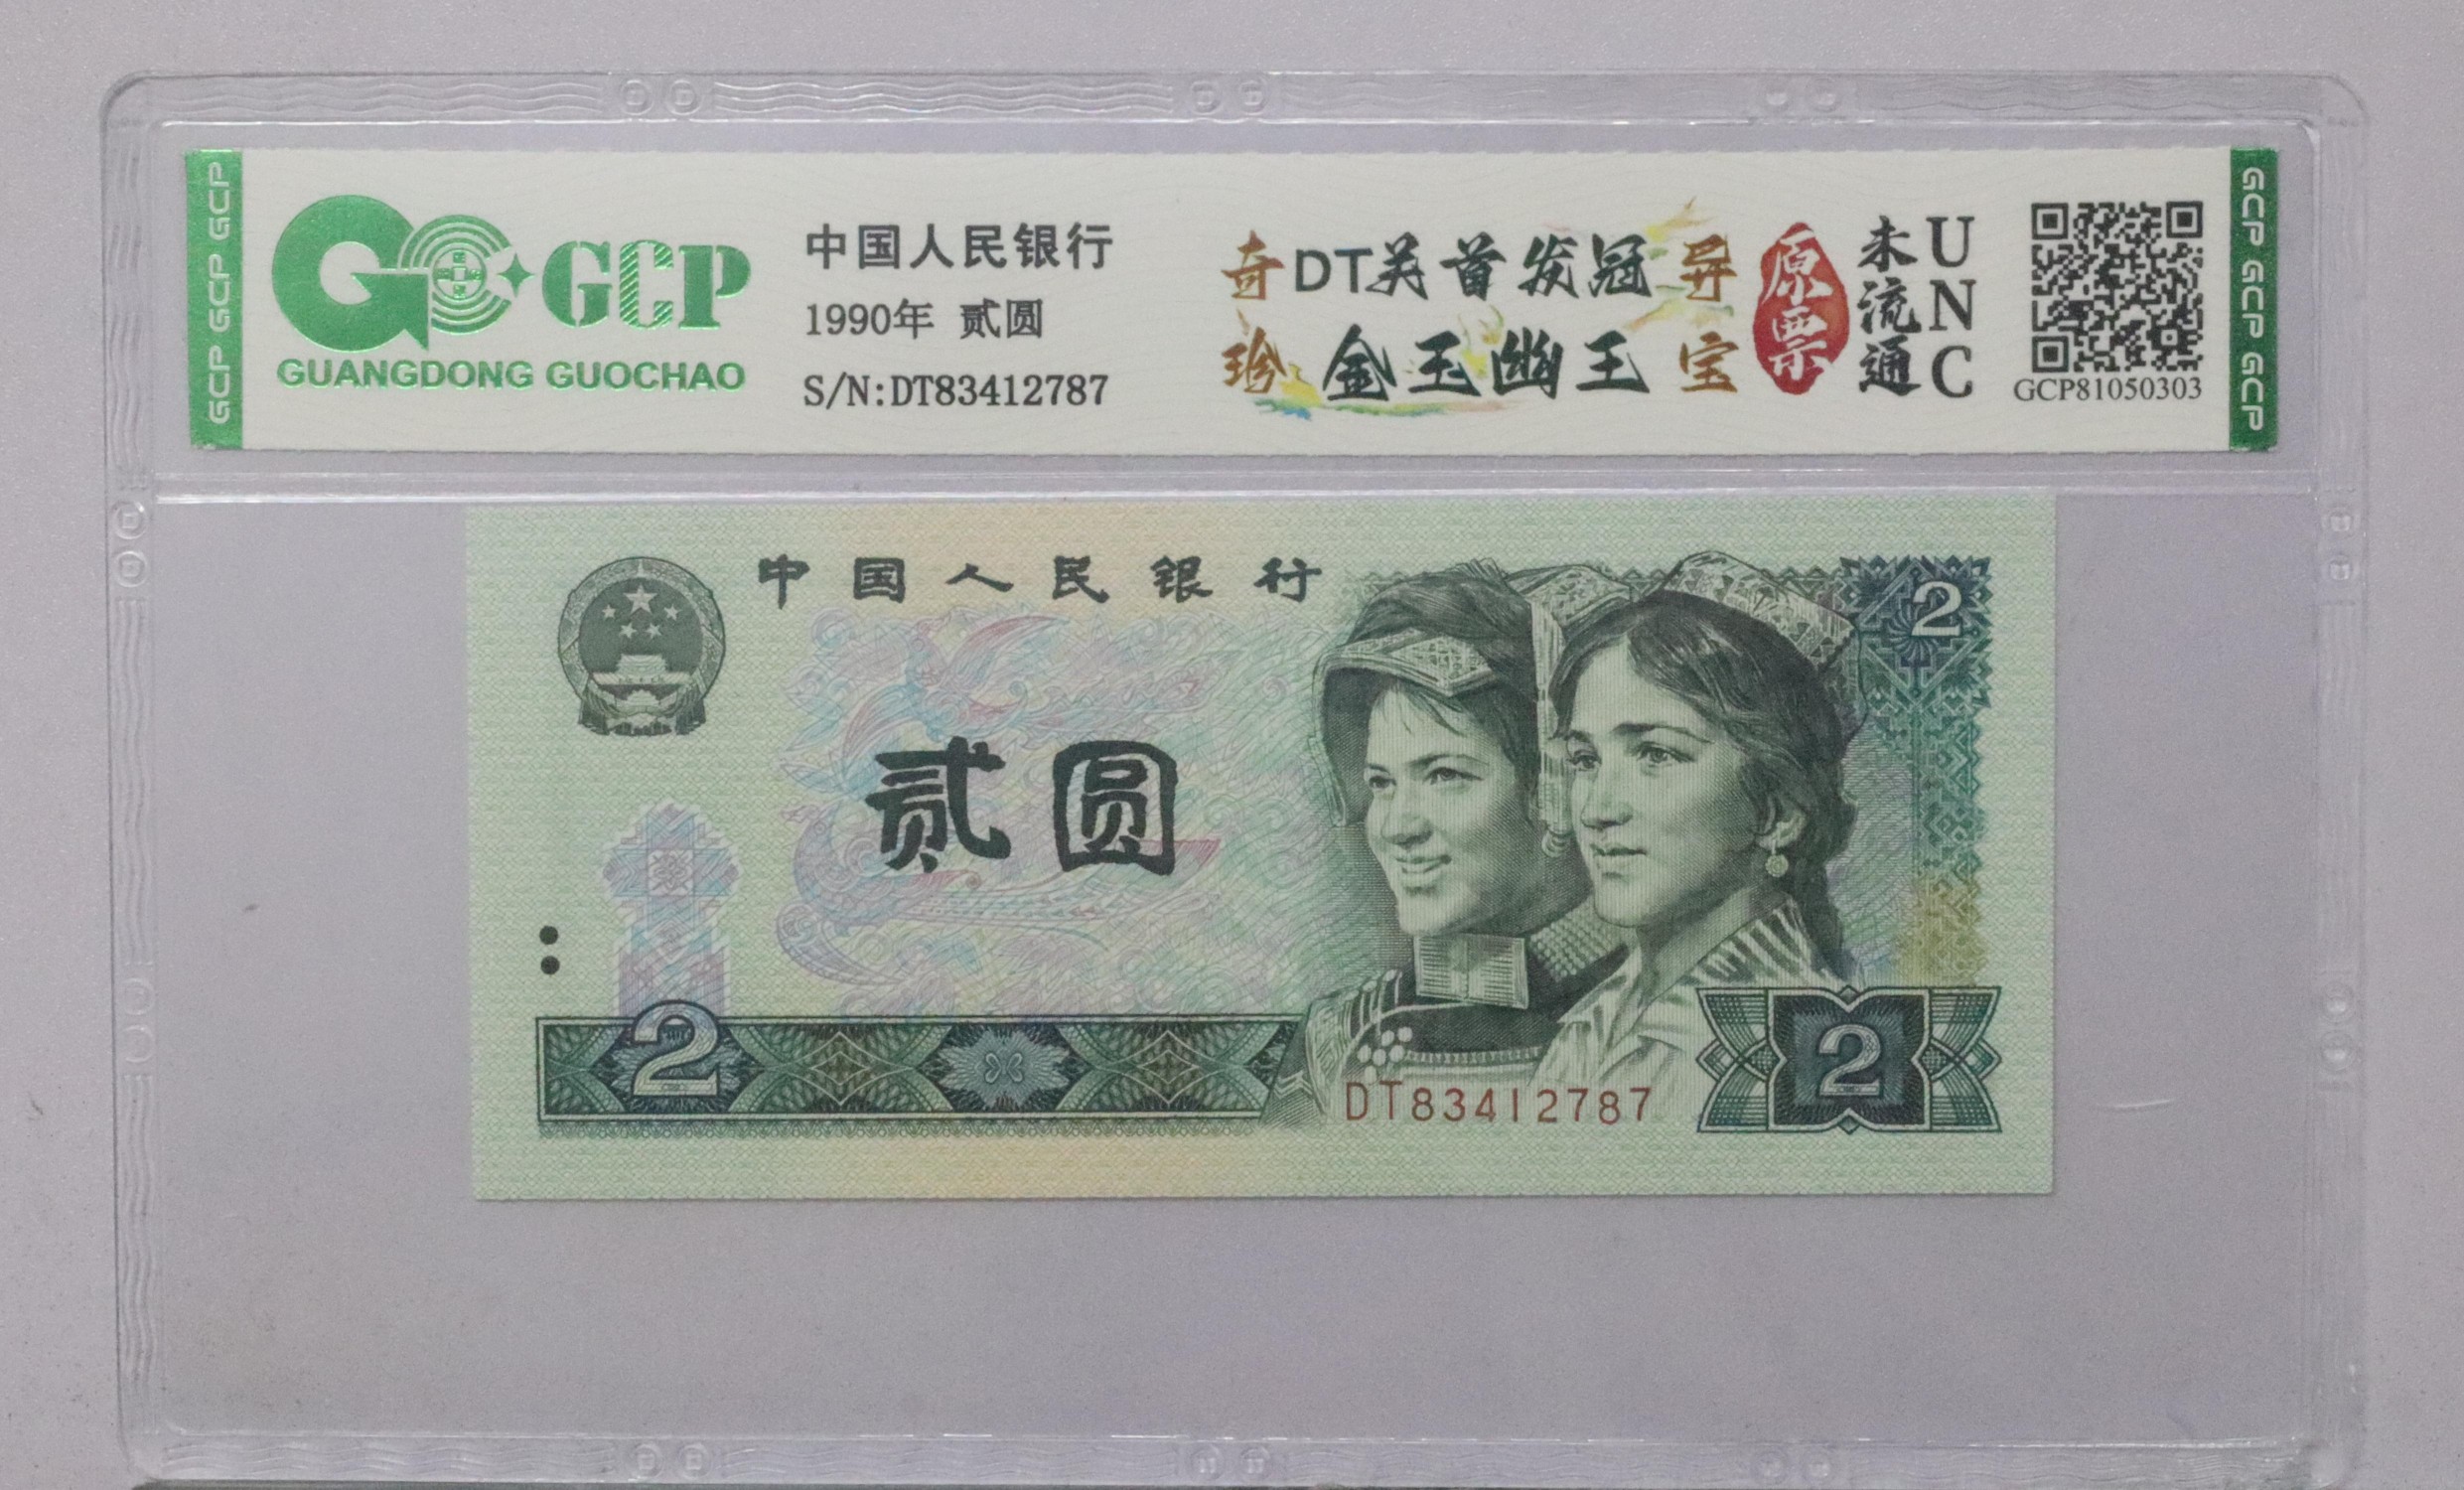 GCP GCP GCP GCP
GCP
GUANGDONG GUOCHAO
中国人民银行
1990年 贰圆
S/N:DT83412787
奇珍
DT关首发冠
金玉幽王
异宝
原票
未流通
UNC
GCP81050303
GCP GCP GCP GCP
中国人民银行
2
贰圆
2
DT83412787
2